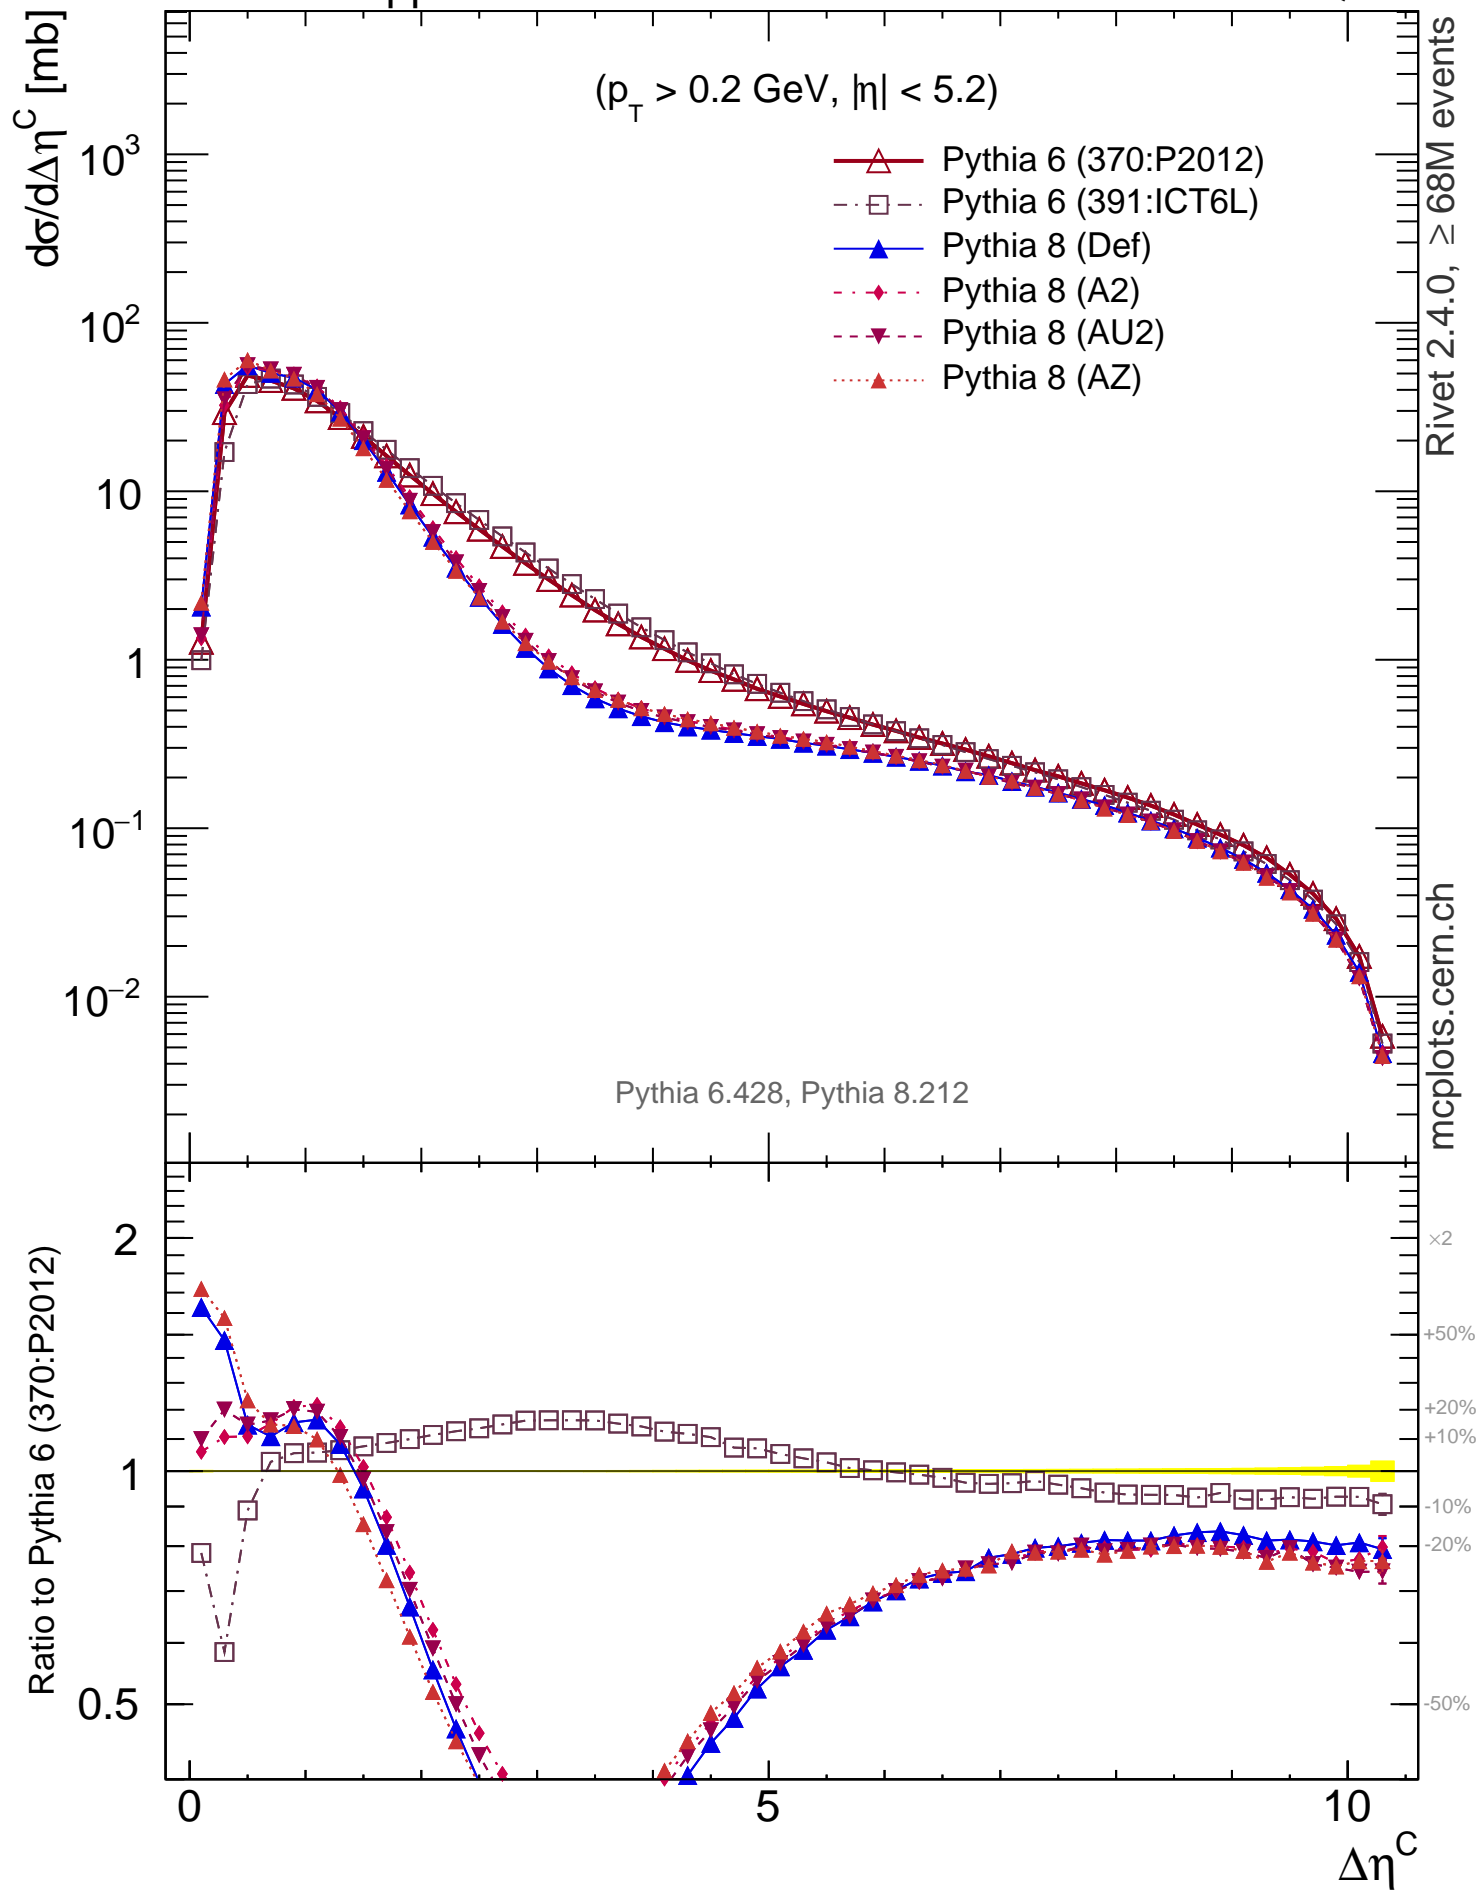 dσ/dΔη^C [mb]
(p_T > 0.2 GeV, |η| < 5.2)
Pythia 6 (370:P2012)
Pythia 6 (391:ICT6L)
Pythia 8 (Def)
Pythia 8 (A2)
Pythia 8 (AU2)
Pythia 8 (AZ)
10^3
10^2
10
1
10^−1
10^−2
Pythia 6.428, Pythia 8.212
Rivet 2.4.0, ≥ 68M events
mcplots.cern.ch
Ratio to Pythia 6 (370:P2012)
2
1
0.5
×2
+50%
+20%
+10%
-10%
-20%
-50%
0
5
10
Δη^C